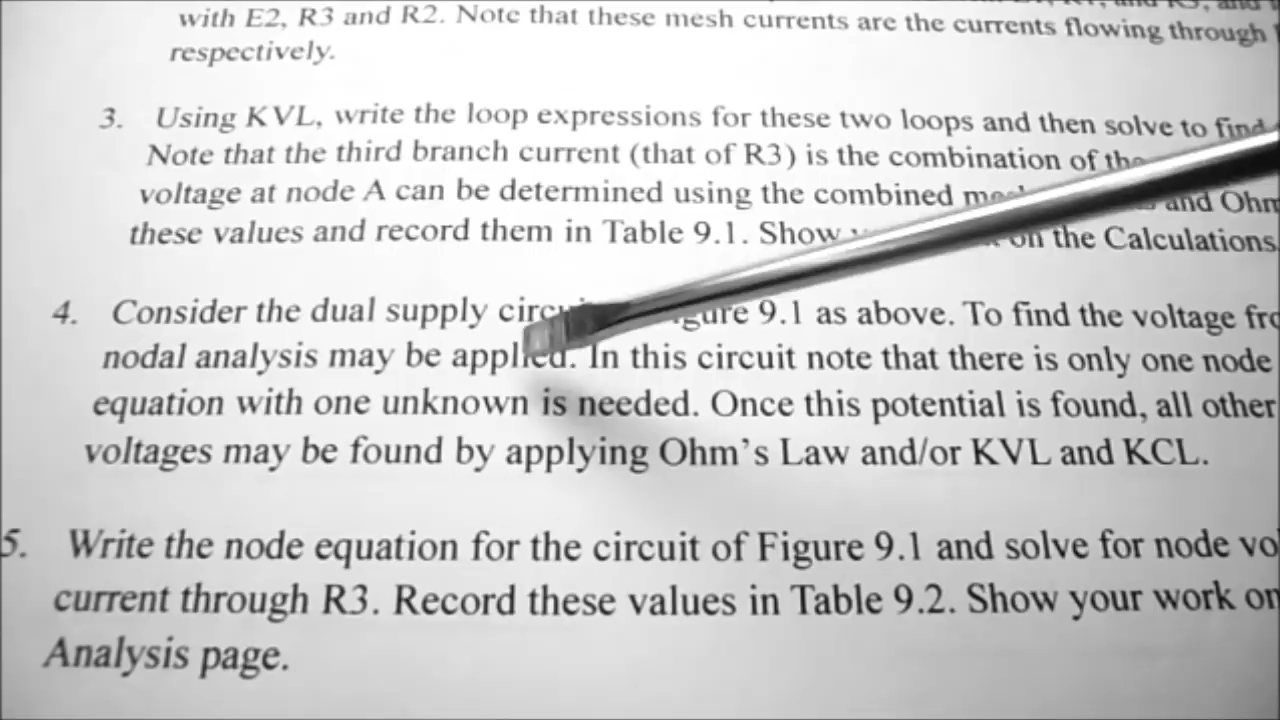 with E2, R3 and R2. Note that these mesh currents are the currents flowing through
respectively.
3. Using KVL, write the loop expressions for these two loops and then solve to find
Note that the third branch current (that of R3) is the combination of
voltage at node A can be determined using the combined and
these values and record them in Table 9.1. Show on the Calculations
4. Consider the dual supply 9.1 as above. To find the voltage
nodal analysis may be applied. In this circuit note that there is only one node
equation with one unknown is needed. Once this potential is found, all other
voltages may be found by applying Ohm's Law and/or KVL and KCL.
5. Write the node equation for the circuit of Figure 9.1 and solve for node
current through R3. Record these values in Table 9.2. Show your work on
Analysis page.